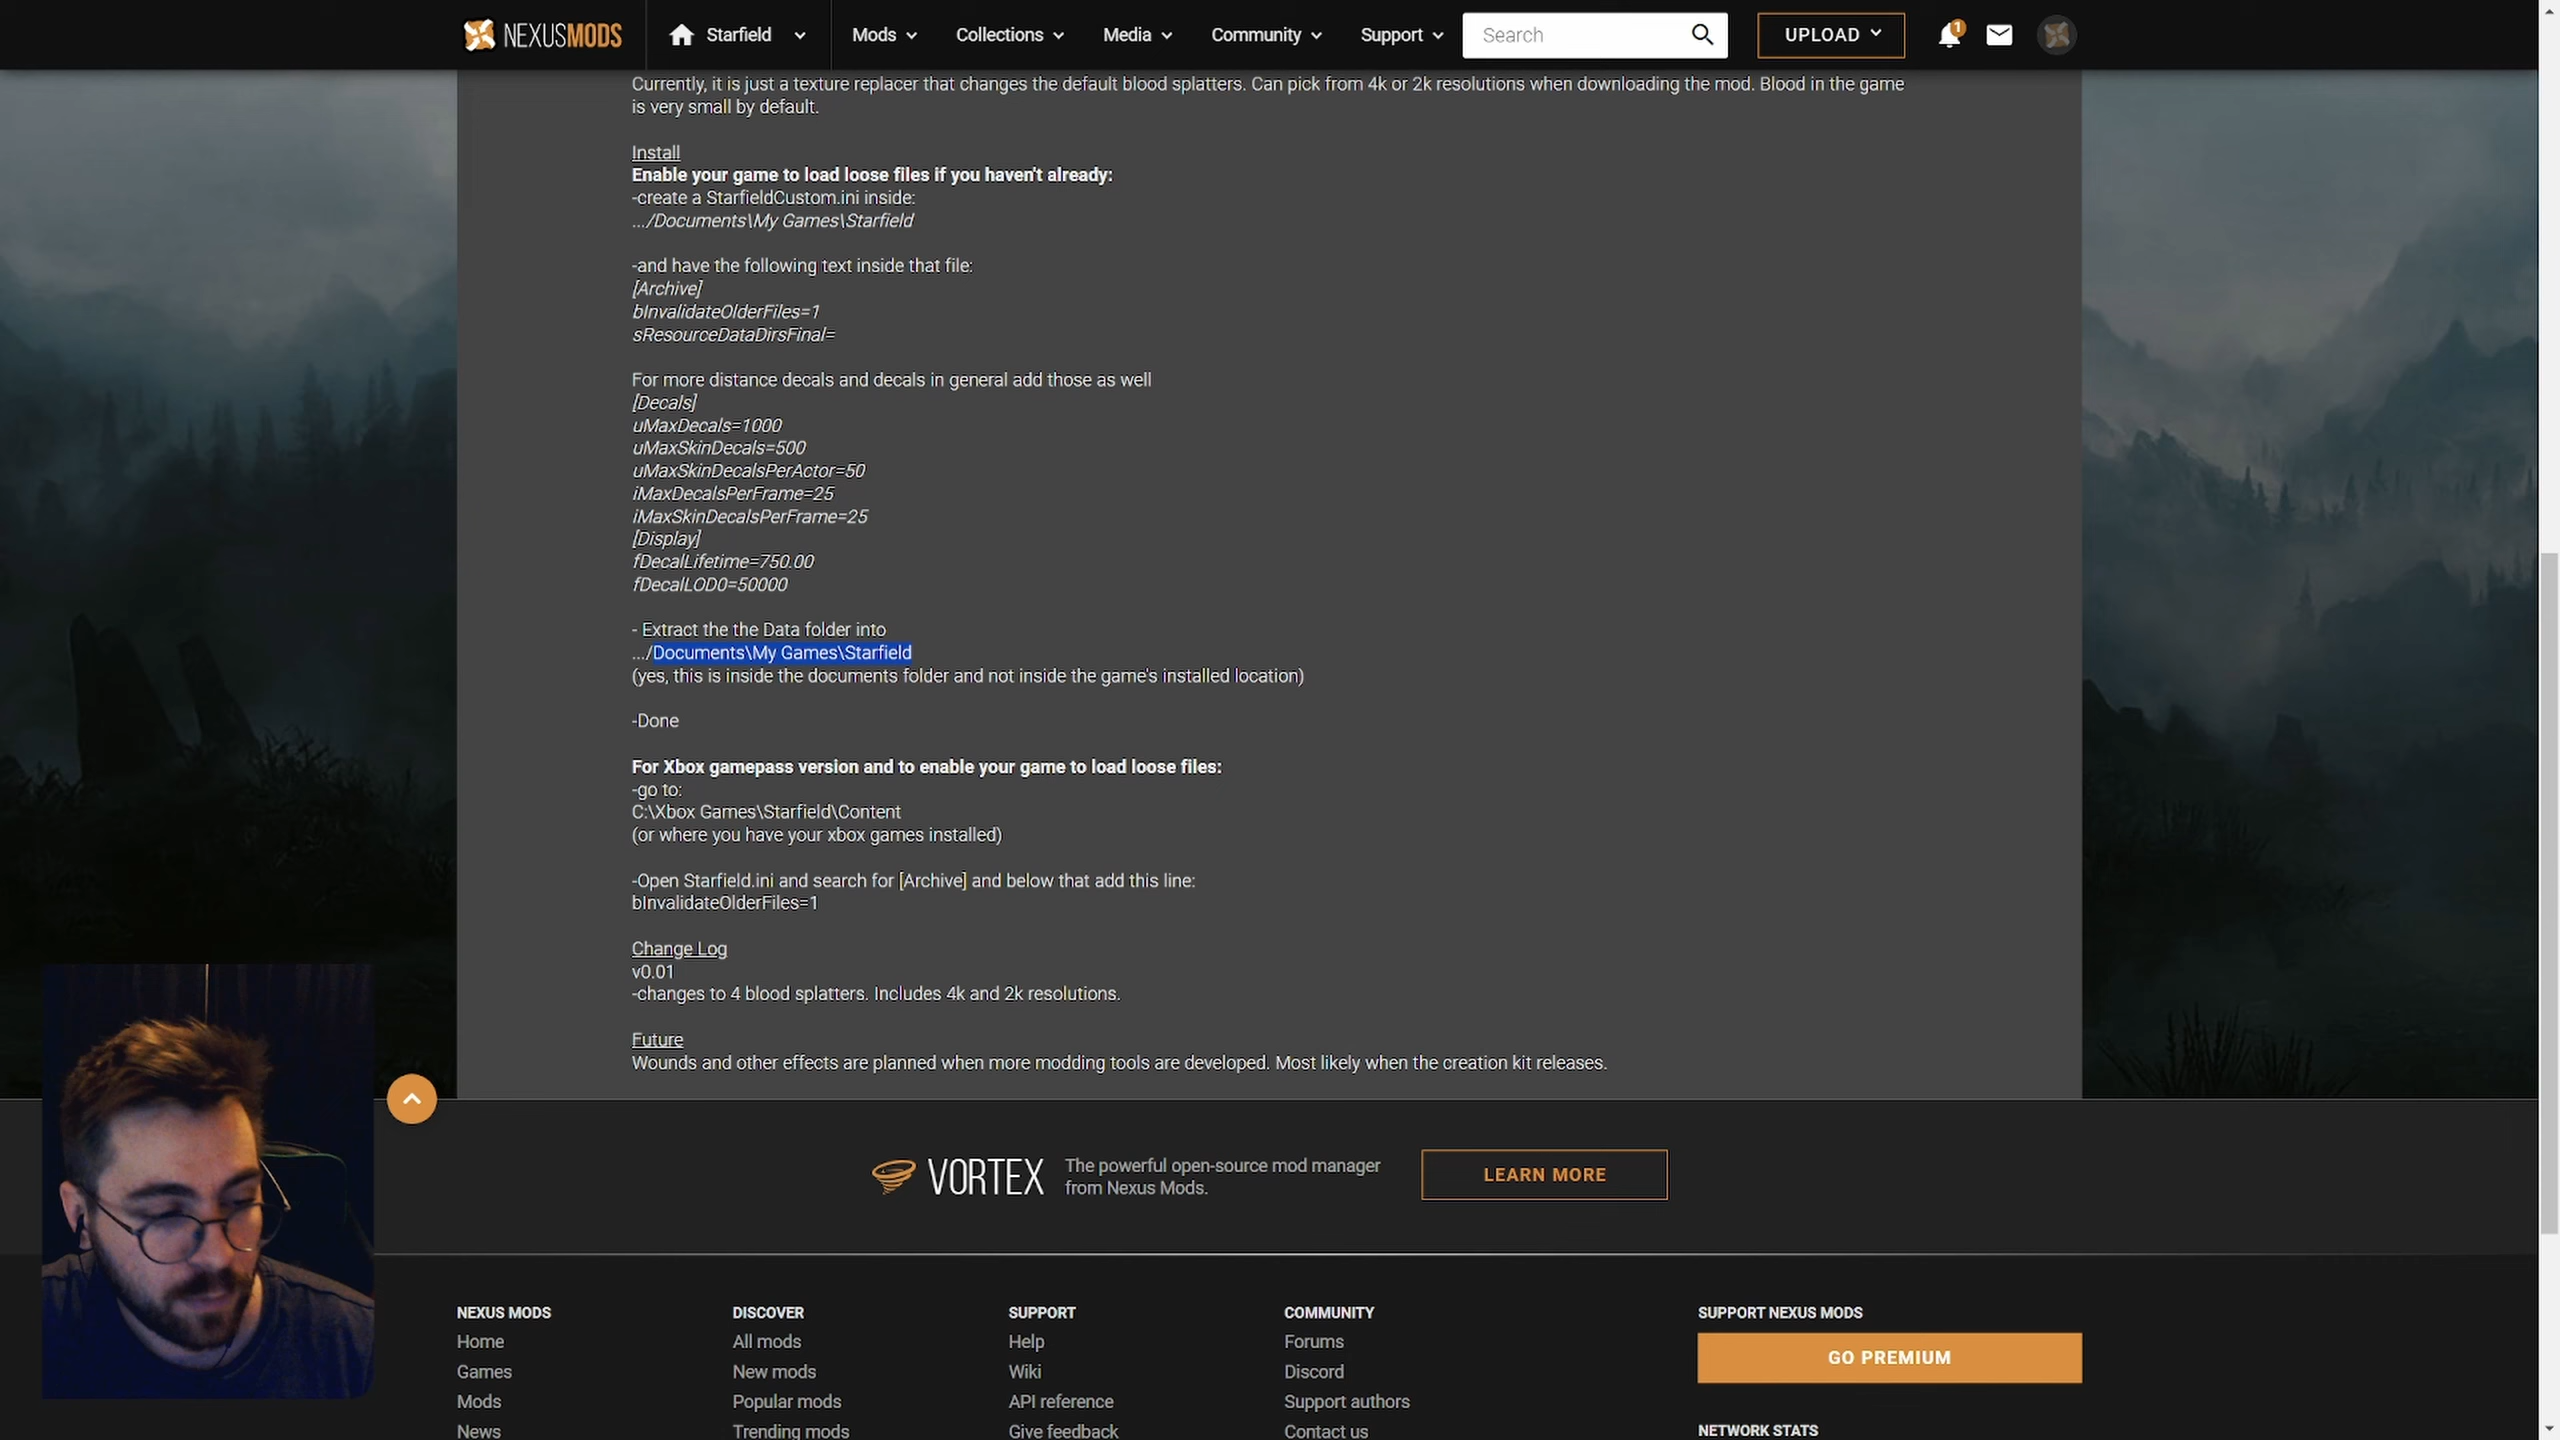 NEXUSMODS
Starfield
Mods
Collections
Media
Community
Support
Search
UPLOAD
1
Currently, it is just a texture replacer that changes the default blood splatters. Can pick from 4k or 2k resolutions when downloading the mod. Blood in the game
is very small by default.
Install
Enable your game to load loose files if you haven't already:
-create a StarfieldCustom.ini inside:
.../Documents\My Games\Starfield
-and have the following text inside that file:
[Archive]
bInvalidateOlderFiles=1
sResourceDataDirsFinal=
For more distance decals and decals in general add those as well
[Decals]
uMaxDecals=1000
uMaxSkinDecals=500
uMaxSkinDecalsPerActor=50
iMaxDecalsPerFrame=25
iMaxSkinDecalsPerFrame=25
[Display]
fDecalLifetime=750.00
fDecalLOD0=50000
- Extract the the Data folder into
.../Documents\My Games\Starfield
(yes, this is inside the documents folder and not inside the game's installed location)
-Done
For Xbox gamepass version and to enable your game to load loose files:
-go to:
C:\Xbox Games\Starfield\Content
(or where you have your xbox games installed)
-Open Starfield.ini and search for [Archive] and below that add this line:
bInvalidateOlderFiles=1
Change Log
v0.01
-changes to 4 blood splatters. Includes 4k and 2k resolutions.
Future
Wounds and other effects are planned when more modding tools are developed. Most likely when the creation kit releases.
VORTEX
The powerful open-source mod manager
from Nexus Mods.
LEARN MORE
NEXUS MODS
Home
Games
Mods
News
DISCOVER
All mods
New mods
Popular mods
Trending mods
SUPPORT
Help
Wiki
API reference
Give feedback
COMMUNITY
Forums
Discord
Support authors
Contact us
SUPPORT NEXUS MODS
GO PREMIUM
NETWORK STATS